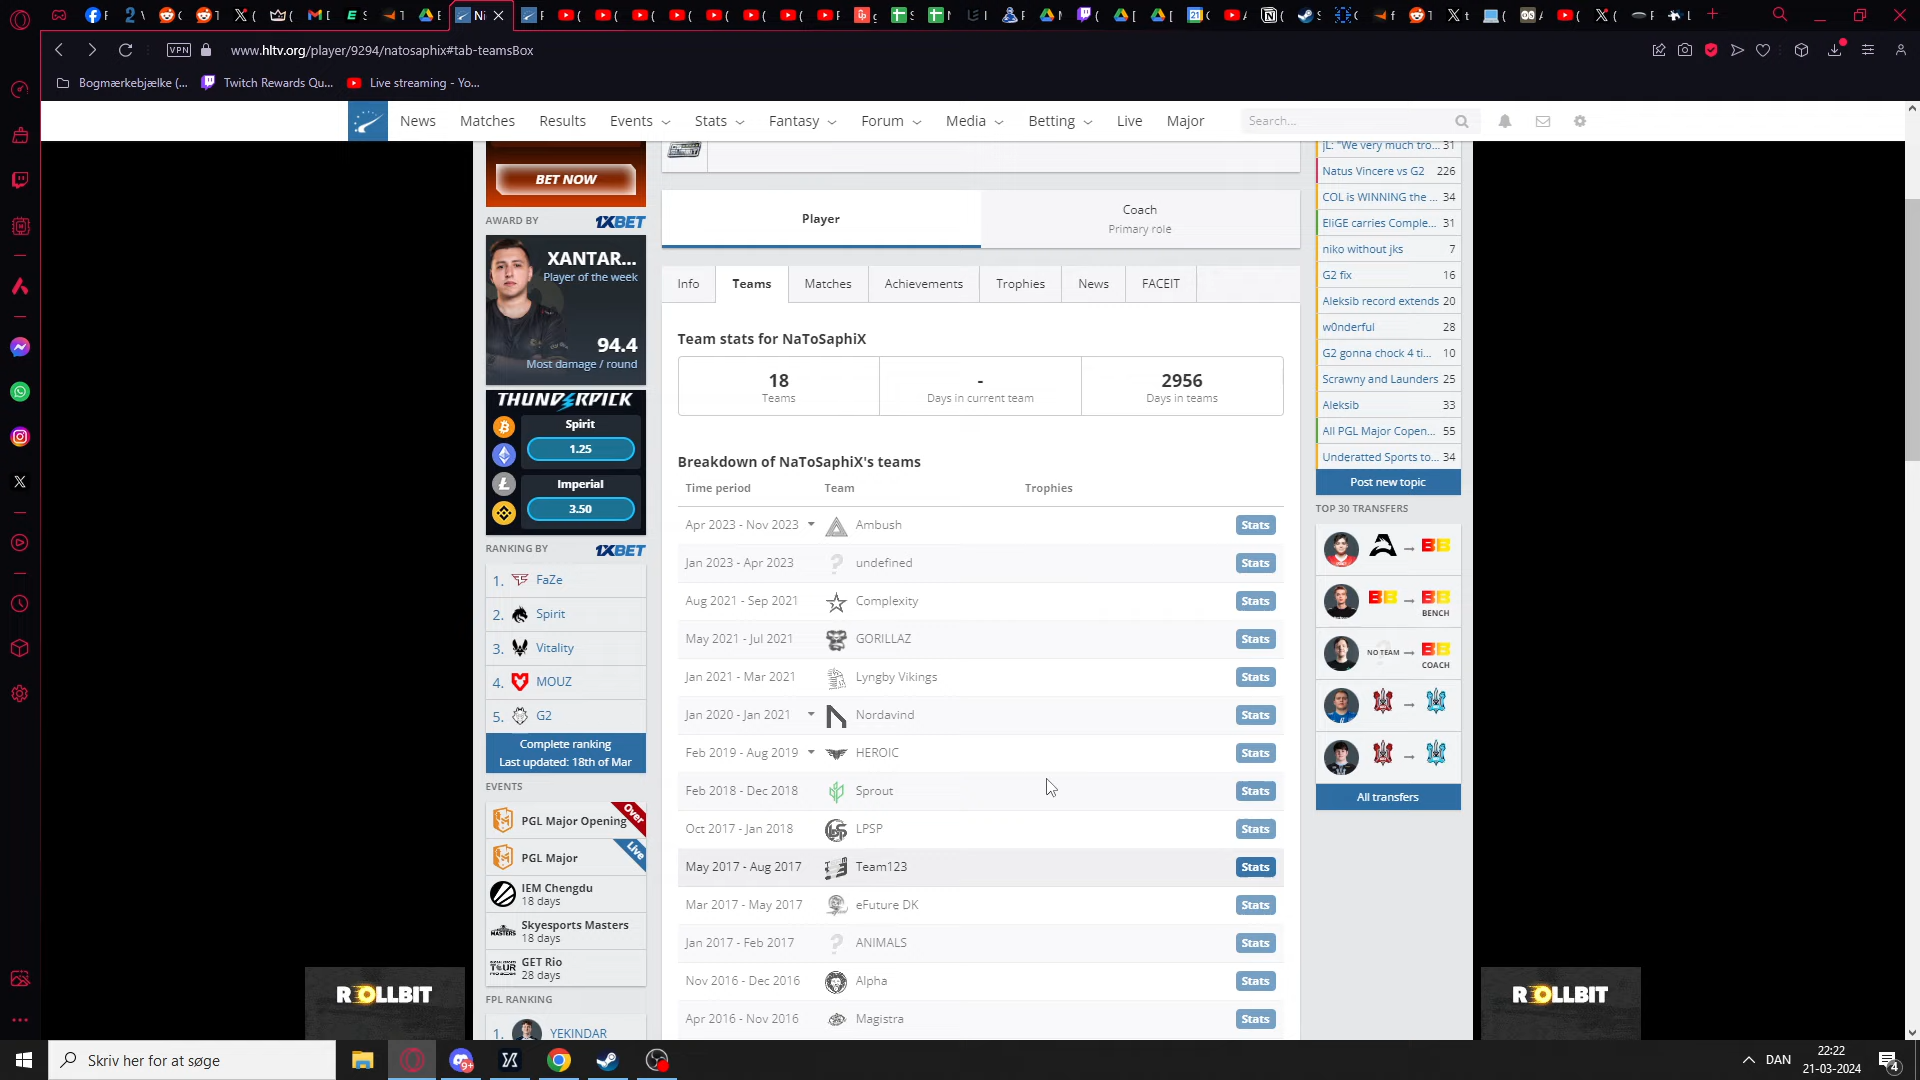 www.hltv.org/player/9294/natosaphix#tab-teamsBox
VPN
Bogmærkebjælke (...
Twitch Rewards Qu...
Live streaming - Yo...
News Matches Results Events Stats Fantasy Forum Media Betting Live Major
Search...
BET NOW
AWARD BY 1XBET
XANTAR...
Player of the week
94.4
Most damage / round
THUNDERPICK
Spirit
1.25
Imperial
3.50
RANKING BY 1XBET
1. FaZe
2. Spirit
3. Vitality
4. MOUZ
5. G2
Complete ranking
Last updated: 18th of Mar
EVENTS
PGL Major Opening Over
PGL Major Live
IEM Chengdu
18 days
Skyesports Masters
18 days
GET Rio
28 days
FPL RANKING
1. YEKINDAR
Player
Coach
Primary role
Info Teams Matches Achievements Trophies News FACEIT
Team stats for NaToSaphiX
18
Teams
-
Days in current team
2956
Days in teams
Breakdown of NaToSaphiX's teams
Time period Team Trophies
Apr 2023 - Nov 2023 Ambush Stats
Jan 2023 - Apr 2023 undefined Stats
Aug 2021 - Sep 2021 Complexity Stats
May 2021 - Jul 2021 GORILLAZ Stats
Jan 2021 - Mar 2021 Lyngby Vikings Stats
Jan 2020 - Jan 2021 Nordavind Stats
Feb 2019 - Aug 2019 HEROIC Stats
Feb 2018 - Dec 2018 Sprout Stats
Oct 2017 - Jan 2018 LPSP Stats
May 2017 - Aug 2017 Team123 Stats
Mar 2017 - May 2017 eFuture DK Stats
Jan 2017 - Feb 2017 ANIMALS Stats
Nov 2016 - Dec 2016 Alpha Stats
Apr 2016 - Nov 2016 Magistra Stats
jL: "We very much tro... 31
Natus Vincere vs G2 226
COL is WINNING the ... 34
EliGE carries Comple... 31
niko without jks 7
G2 fix 16
Aleksib record extends 20
w0nderful 28
G2 gonna chock 4 ti... 10
Scrawny and Launders 25
Aleksib 33
All PGL Major Copen... 55
Underatted Sports to... 34
Post new topic
TOP 30 TRANSFERS
BENCH
NO TEAM
COACH
All transfers
ROLLBIT
ROLLBIT
Skriv her for at søge
9+
DAN
22:22
21-03-2024
4